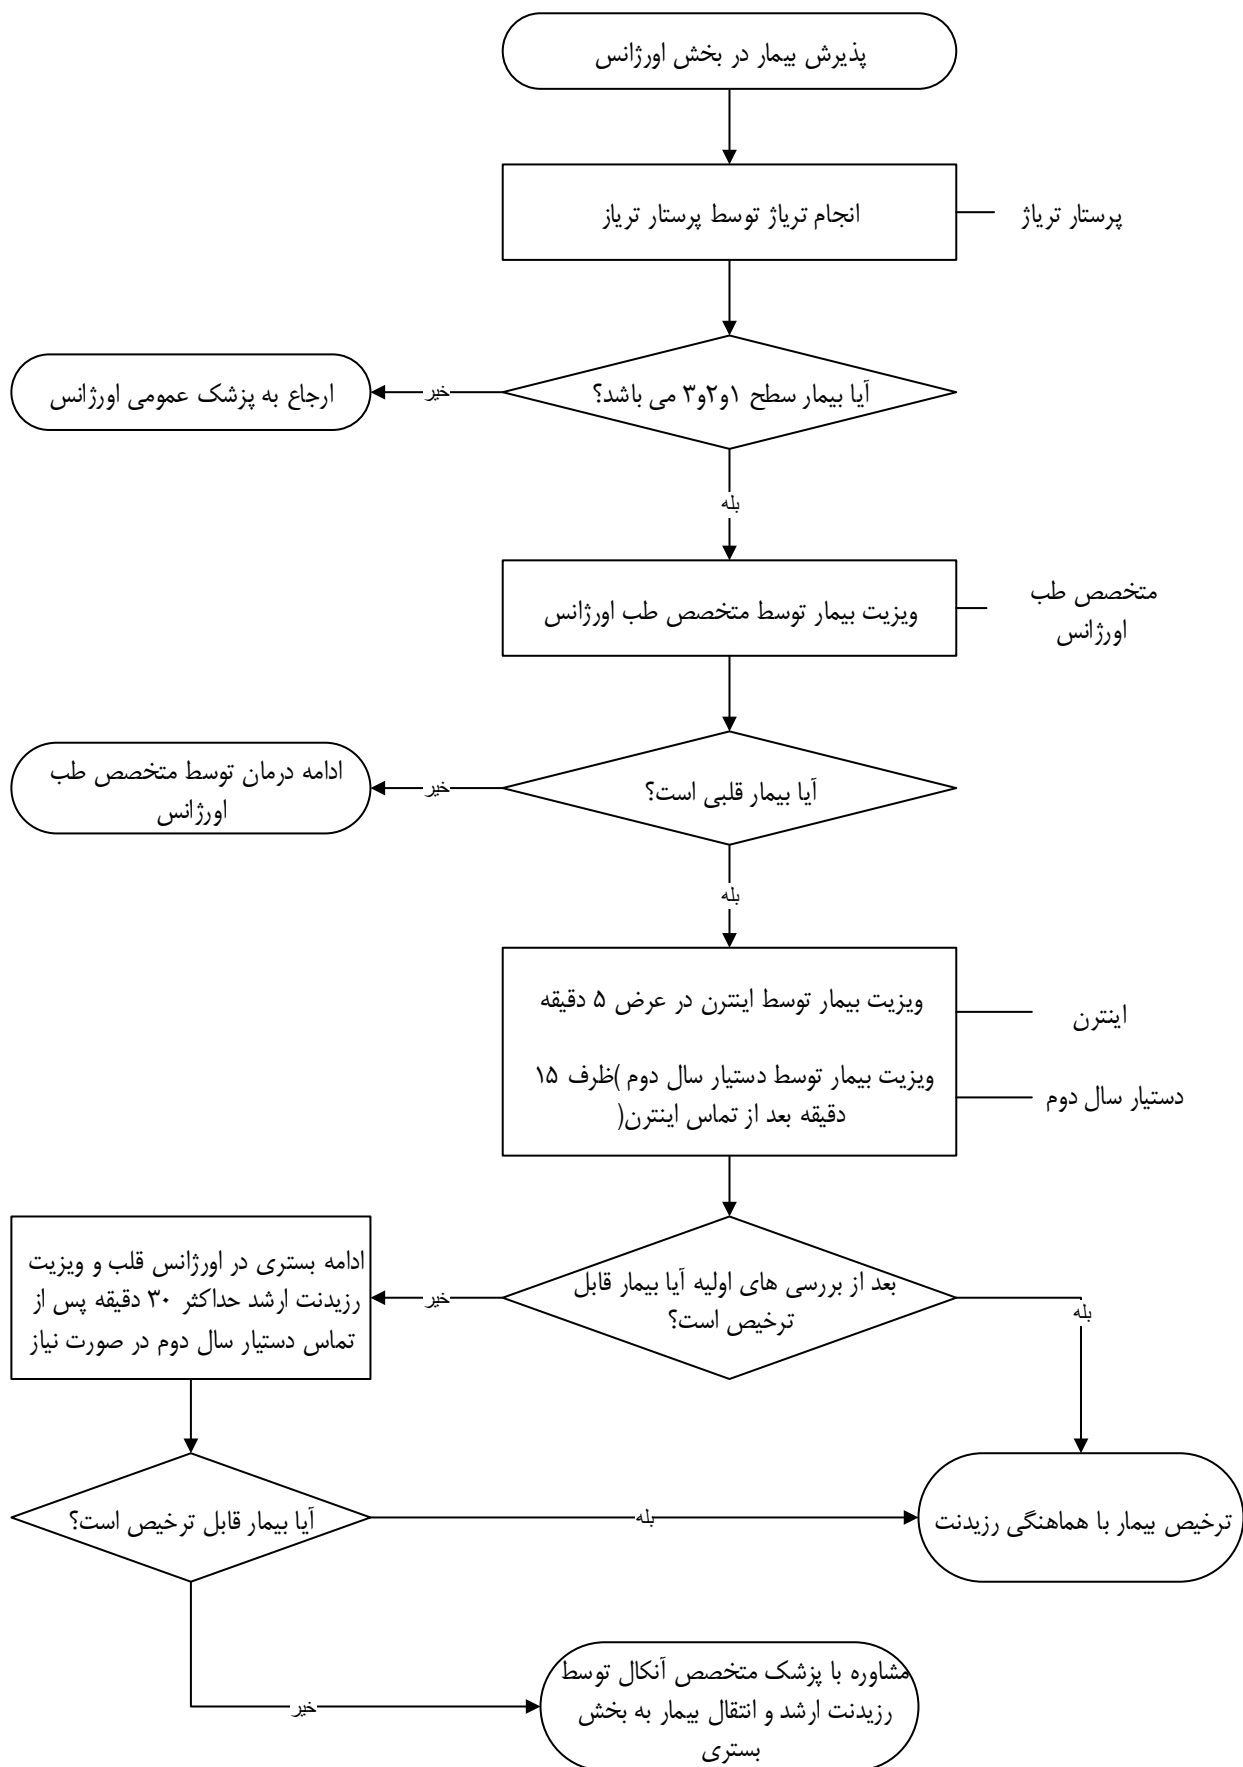 پذیرش بیمار در بخش اورژانس
انجام تریاژ توسط پرستار تریاز
پرستار تریاژ
آیا بیمار سطح ۱و۲و۳ می باشد؟
خیر
ارجاع به پزشک عمومی اورژانس
بله
ویزیت بیمار توسط متخصص طب اورژانس
متخصص طب
اورژانس
آیا بیمار قلبی است؟
خیر
ادامه درمان توسط متخصص طب
اورژانس
بله
ویزیت بیمار توسط اینترن در عرض ۵ دقیقه
اینترن
ویزیت بیمار توسط دستیار سال دوم )ظرف ۱۵
دقیقه بعد از تماس اینترن(
دستیار سال دوم
بعد از بررسی های اولیه آیا بیمار قابل
ترخیص است؟
بله
خیر
ادامه بستری در اورژانس قلب و ویزیت
رزیدنت ارشد حداکثر ۳۰ دقیقه پس از
تماس دستیار سال دوم در صورت نیاز
آیا بیمار قابل ترخیص است؟
بله
ترخیص بیمار با هماهنگی رزیدنت
خیر
مشاوره با پزشک متخصص آنکال توسط
رزیدنت ارشد و انتقال بیمار به بخش
بستری